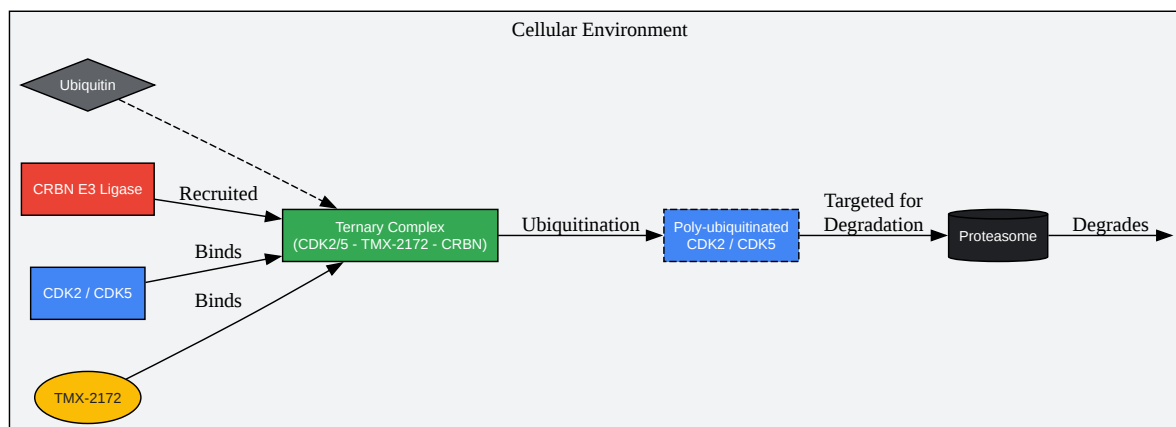 Cellular Environment
Ubiquitin
CRBN E3 Ligase
Recruited
CDK2 / CDK5
Binds
TMX-2172
Binds
Ternary Complex
(CDK2/5 - TMX-2172 - CRBN)
Ubiquitination
Poly-ubiquitinated
CDK2 / CDK5
Targeted for
Degradation
Proteasome
Degrades